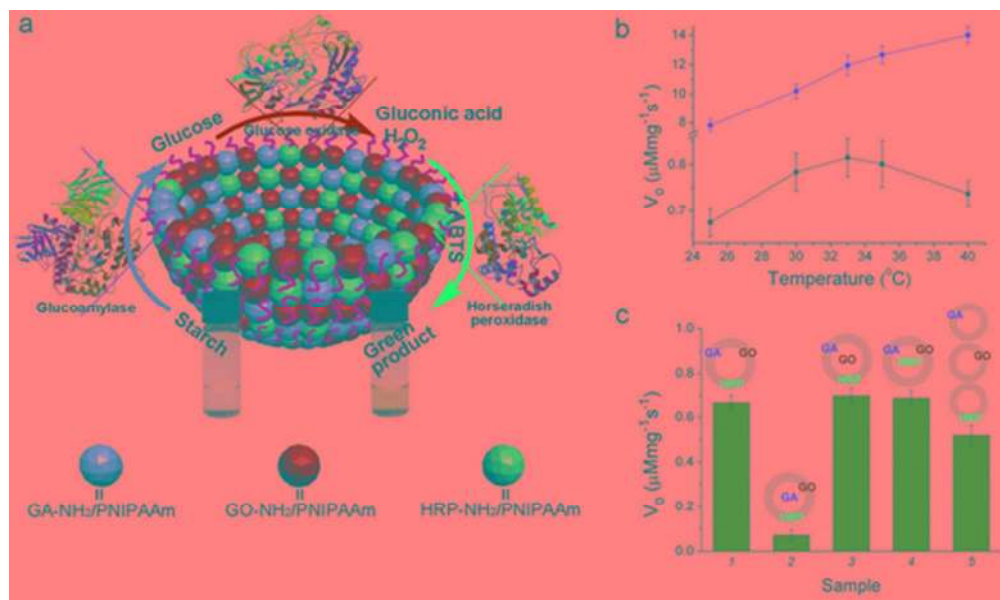 a
Glucose oxidase
Glucose
Gluconic acid
H₂O₂
ABTS
Glucoamylase
Horseradish
peroxidase
Starch
Green
product
=
GA-NH₂/PNIPAAm
=
GO-NH₂/PNIPAAm
=
HRP-NH₂/PNIPAAm
b
V₀ (μMmg⁻¹s⁻¹)
14
12
10
8
0.8
0.7
24 26 28 30 32 34 36 38 40
Temperature (°C)
c
V₀ (μMmg⁻¹s⁻¹)
1.0
0.8
0.6
0.4
0.2
0.0
GA GO
GA GO
GA GO
GA GO
GA
GO
1 2 3 4 5
Sample